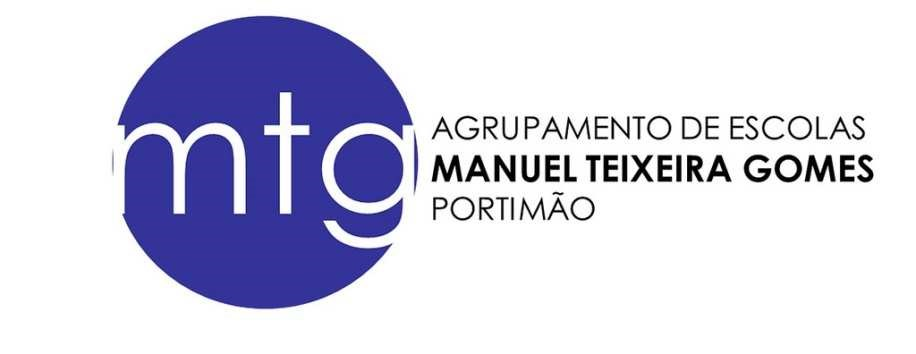 mtg
AGRUPAMENTO DE ESCOLAS
MANUEL TEIXEIRA GOMES
PORTIMÃO